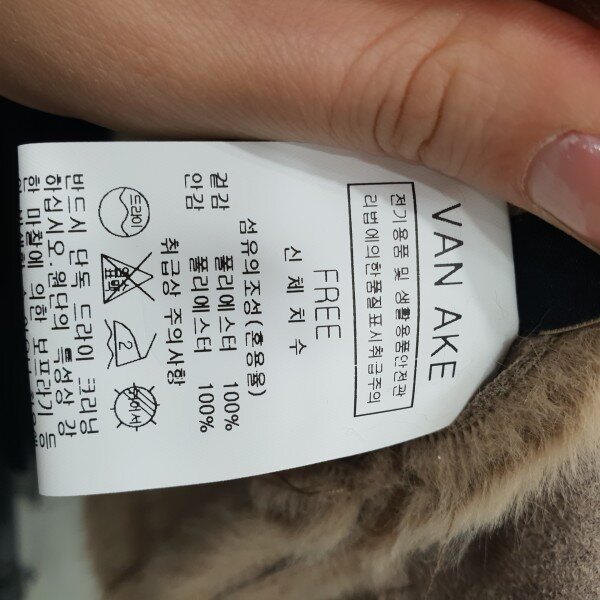 VAN AKE
전기용품 및 생활용품안전관
리법에의한품질표시취급주의
FREE
신 체 치 수
섬유의조성(혼용율)
겉감 폴리에스터 100%
안감 폴리에스터 100%
취급상 주의사항
드라이
2
반드시 단독 드라이 크리닝
하십시오. 원단의 특성상 강
한 마찰에 의한 보프라기 등